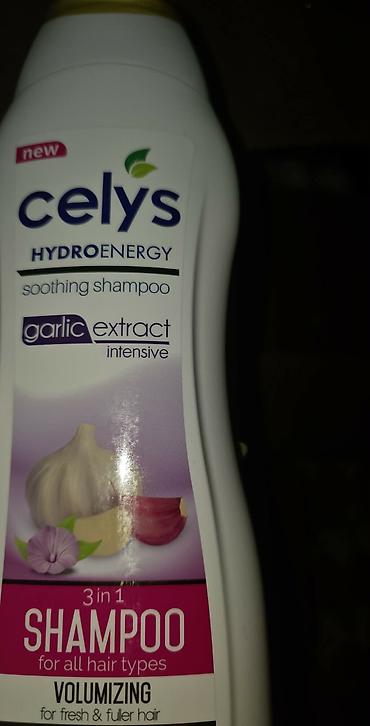 new
celys
HYDROENERGY
soothing shampoo
garlic extract
intensive
3 in 1
SHAMPOO
for all hair types
VOLUMIZING
for fresh & fuller hair